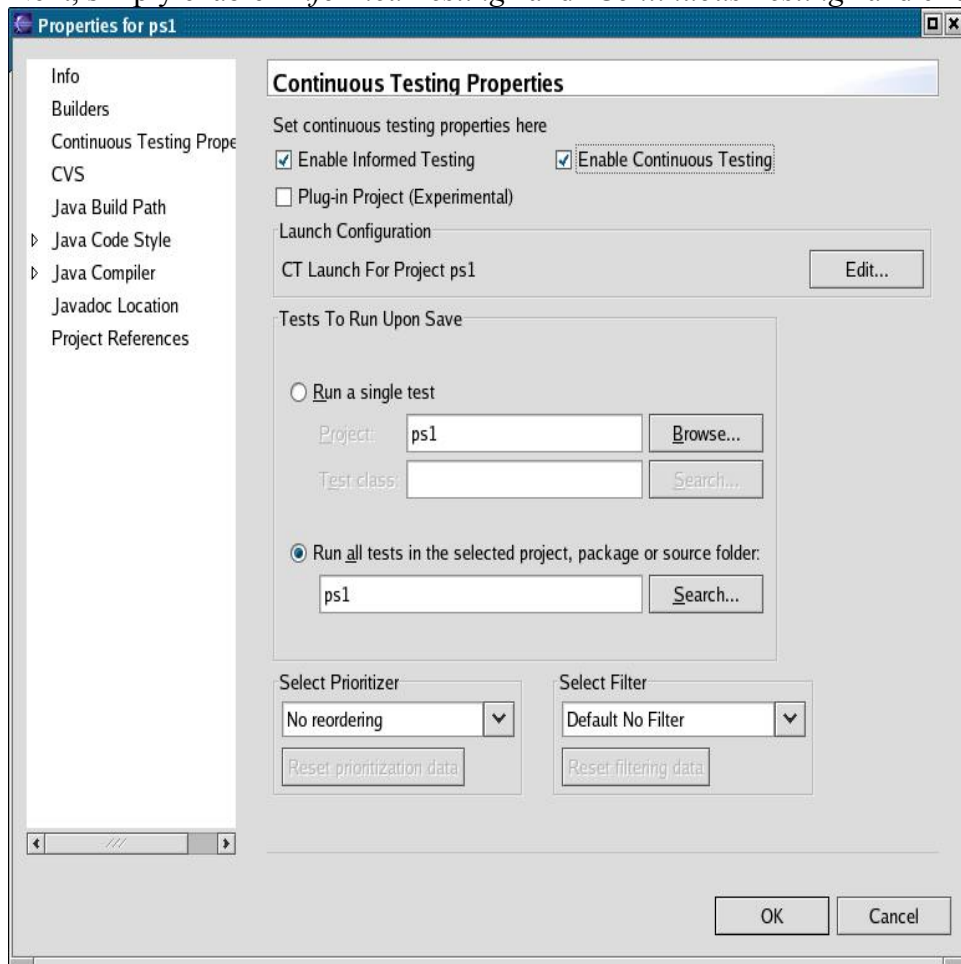 Properties for ps1
Info
Builders
Continuous Testing Prope
CVS
Java Build Path
Java Code Style
Java Compiler
Javadoc Location
Project References
Continuous Testing Properties
Set continuous testing properties here
Enable Informed Testing
Enable Continuous Testing
Plug-in Project (Experimental)
Launch Configuration
CT Launch For Project ps1
Edit...
Tests To Run Upon Save
Run a single test
Project:
ps1
Browse...
Test class:
Search...
Run all tests in the selected project, package or source folder:
ps1
Search...
Select Prioritizer
No reordering
Reset prioritization data
Select Filter
Default No Filter
Reset filtering data
OK
Cancel